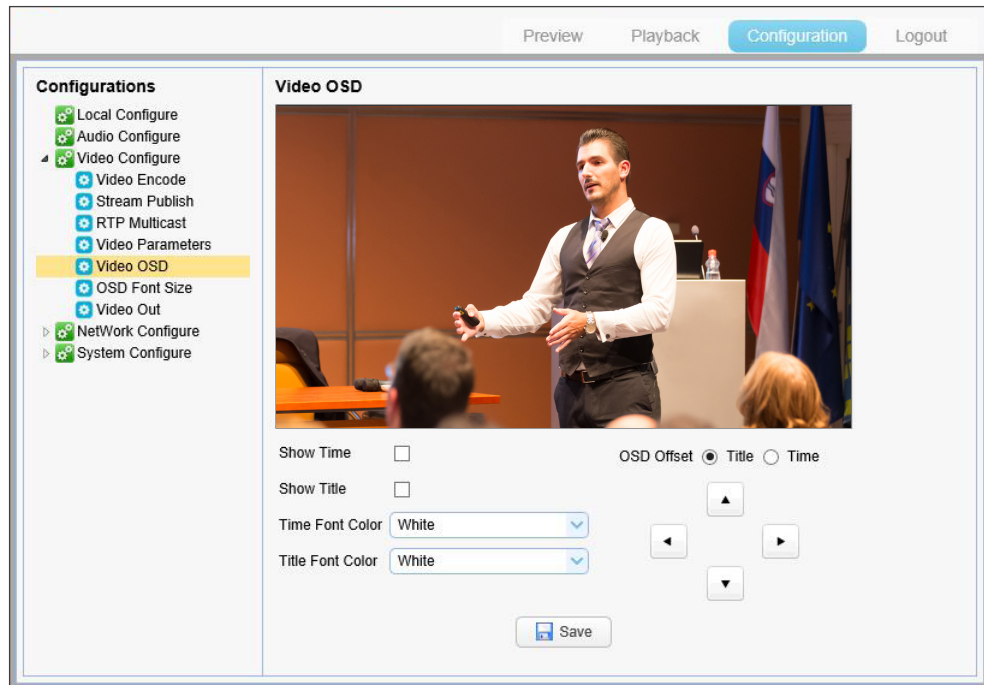 Preview Playback Configuration Logout
Configurations
Local Configure
Audio Configure
Video Configure
Video Encode
Stream Publish
RTP Multicast
Video Parameters
Video OSD
OSD Font Size
Video Out
NetWork Configure
System Configure
Video OSD
Show Time
Show Title
Time Font Color White
Title Font Color White
OSD Offset Title Time
Save